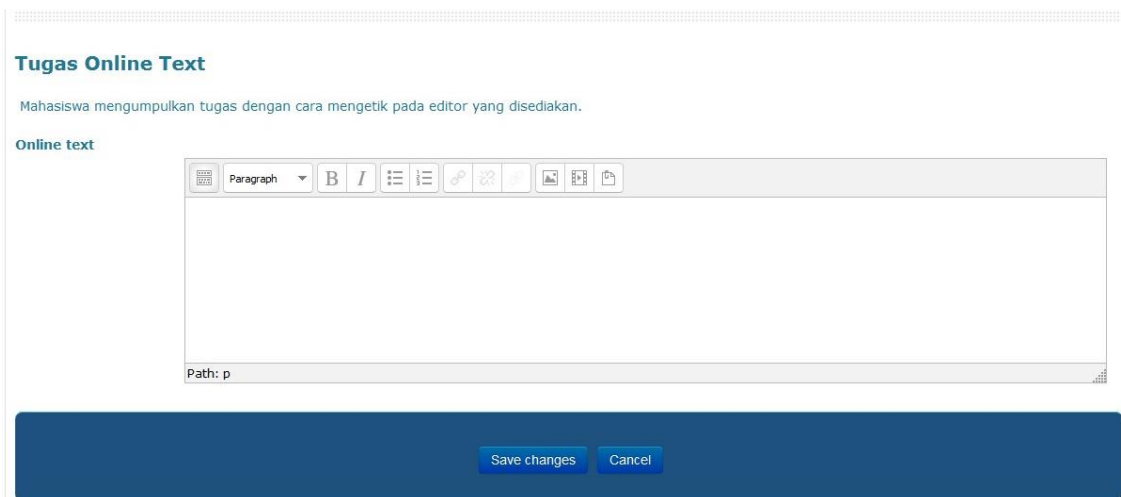 Tugas Online Text
Mahasiswa mengumpulkan tugas dengan cara mengetik pada editor yang disediakan.
Online text
Paragraph B I
Path: p
Save changes Cancel